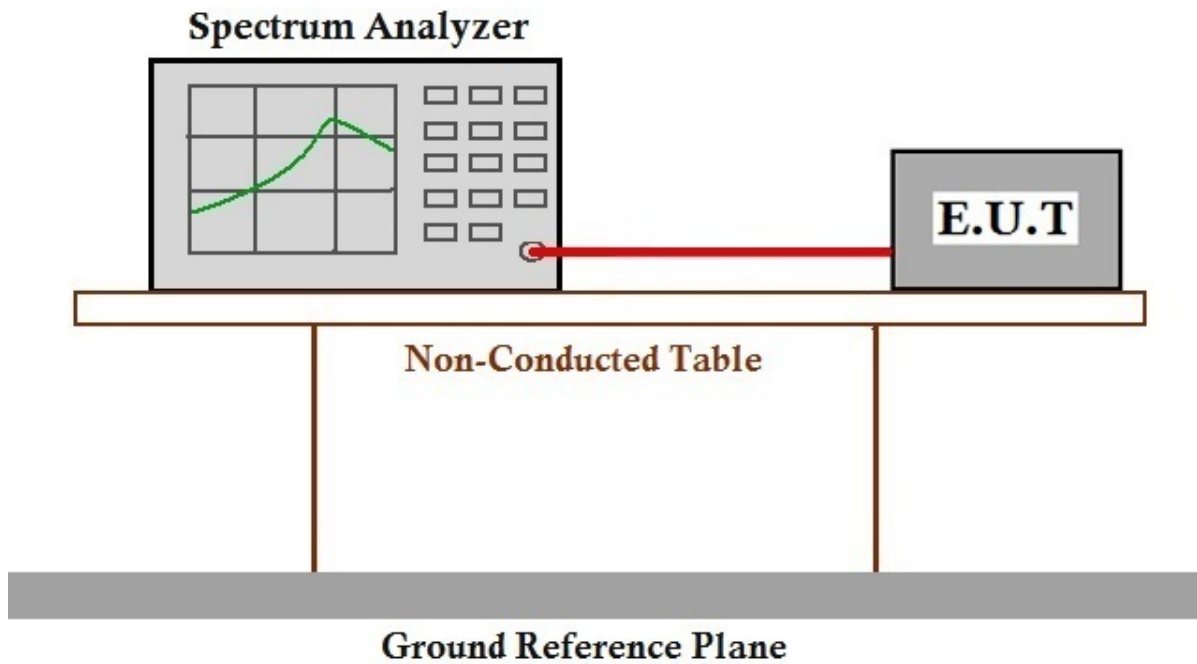 Spectrum Analyzer
E.U.T
Non-Conducted Table
Ground Reference Plane